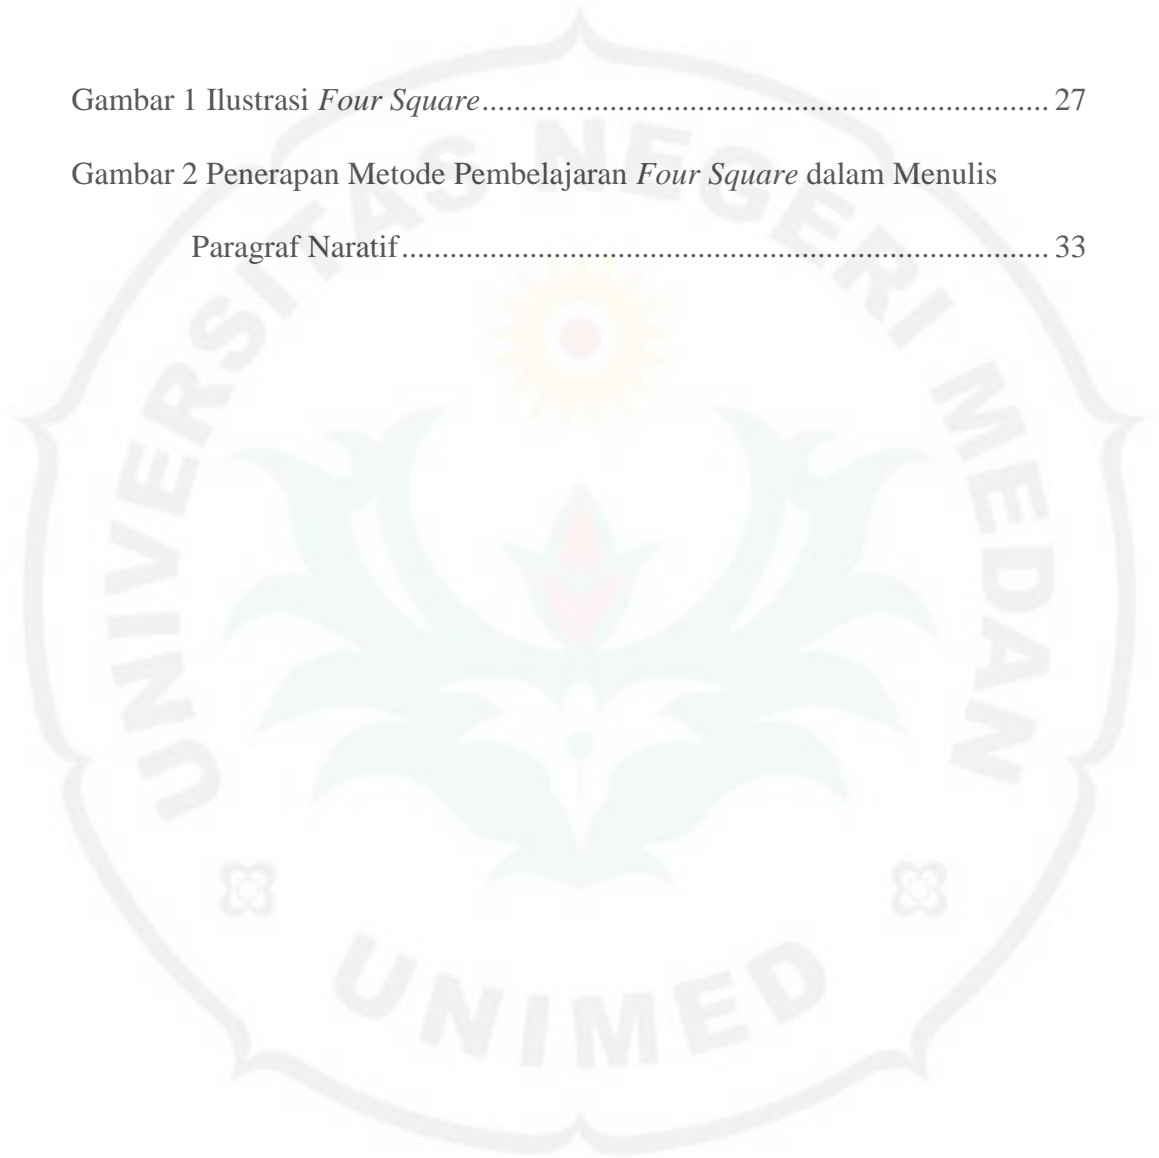 Gambar 1 Ilustrasi Four Square....................................................................... 27
Gambar 2 Penerapan Metode Pembelajaran Four Square dalam Menulis
Paragraf Naratif................................................................................. 33
UNIVERSITAS NEGERI MEDAN
UNIMED